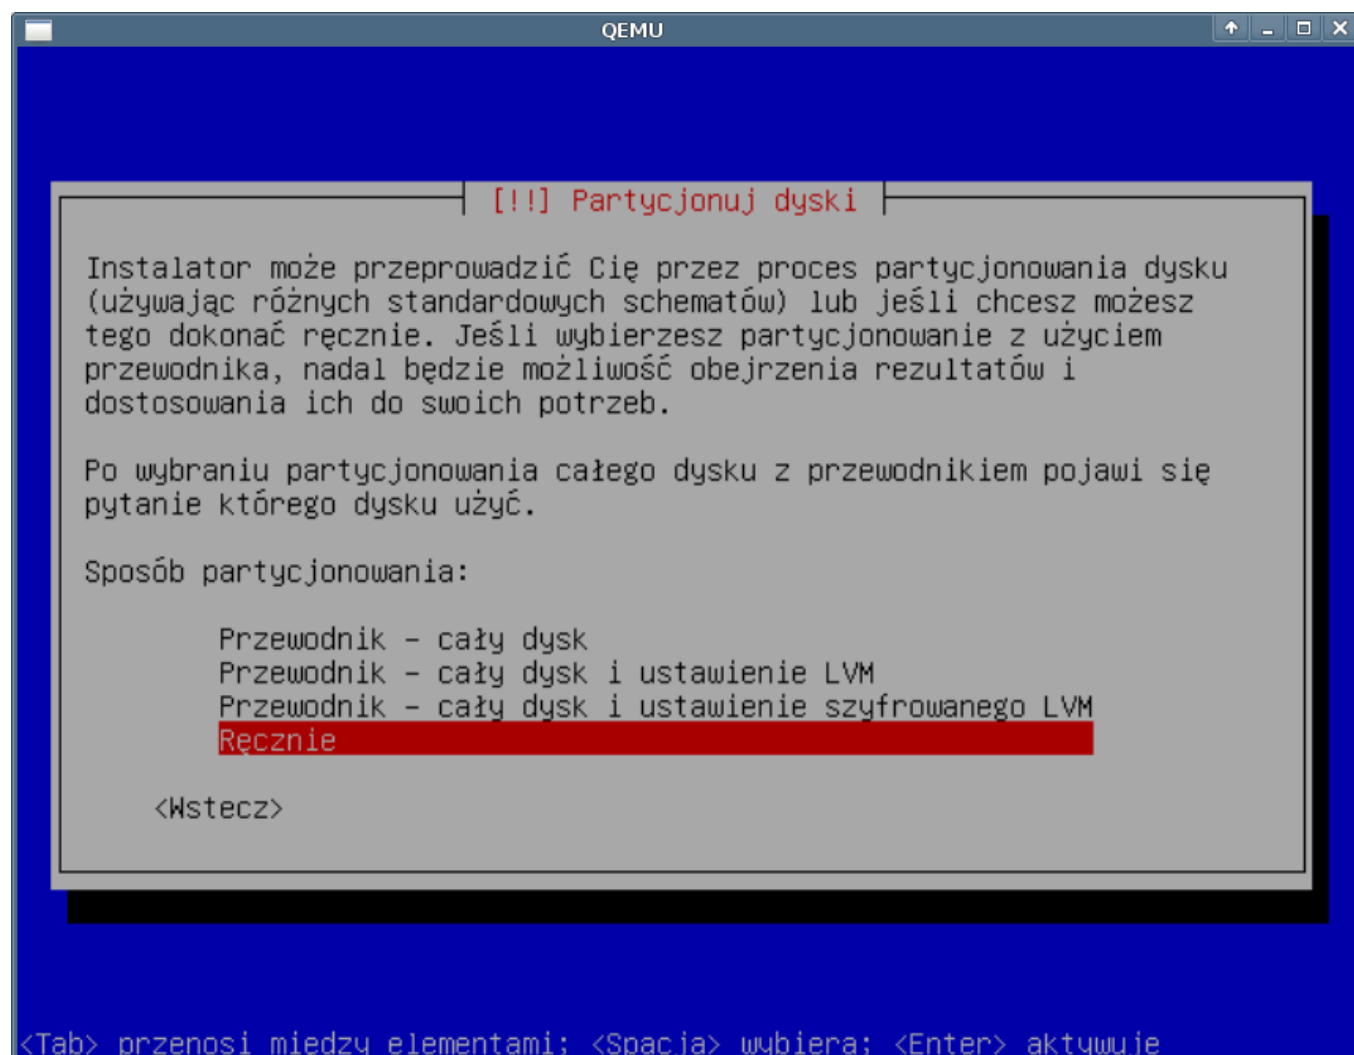 QEMU
[!!] Partycjonuj dyski
Instalator może przeprowadzić Cię przez proces partycjonowania dysku
(używając różnych standardowych schematów) lub jeśli chcesz możesz
tego dokonać ręcznie. Jeśli wybierzesz partycjonowanie z użyciem
przewodnika, nadal będzie możliwość obejrzenia rezultatów i
dostosowania ich do swoich potrzeb.
Po wybraniu partycjonowania całego dysku z przewodnikiem pojawi się
pytanie którego dysku użyć.
Sposób partycjonowania:
Przewodnik – cały dysk
Przewodnik – cały dysk i ustawienie LVM
Przewodnik – cały dysk i ustawienie szyfrowanego LVM
Ręcznie
<Wstecz>
<Tab> przenosi miedzy elementami; <Spacja> wybiera; <Enter> aktywuje